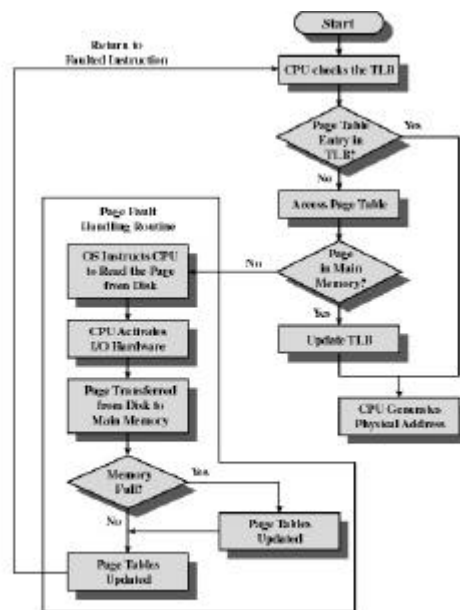 Start
Return to
Faulted Instruction
CPU checks the TLB
Page Table
Entry in
TLB?
Yes
No
Access Page Table
Page Fault
Handling Routine
OS Instructs CPU
to Read the Page
from Disk
No
Page
in Main
Memory?
Yes
CPU Activates
I/O Hardware
Update TLB
Page Transferred
from Disk to
Main Memory
CPU Generates
Physical Address
Memory
Full?
Yes
No
Page Tables
Updated
Page Tables
Updated